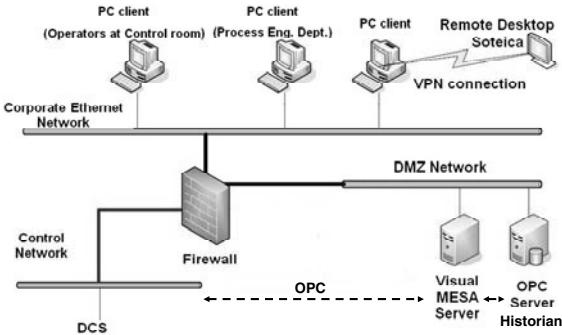 PC client
(Operators at Control room)
PC client
(Process Eng. Dept.)
PC client
Remote Desktop
Soteica
VPN connection
Corporate Ethernet
Network
DMZ Network
Control
Network
Firewall
OPC
Visual
MESA
Server
OPC
Server
Historian
DCS